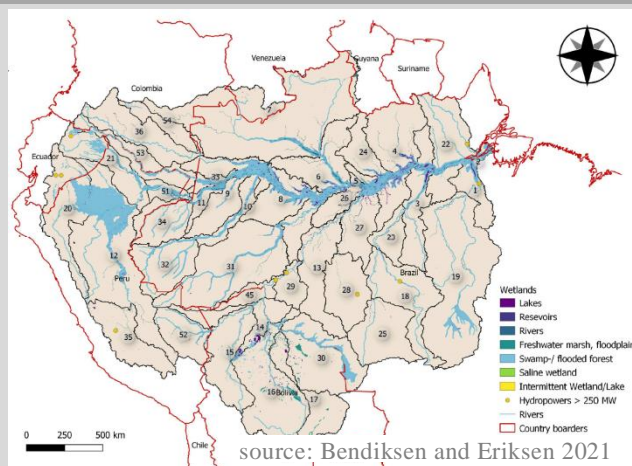 Venezuela
Guyana
Suriname
Colombia
54
36
7
24
4
22
Ecuador
53
21
6
5
33
51
9
11
10
8
26
1
3
20
34
27
23
12
32
31
13
19
Peru
Brazil
29
28
18
45
35
52
14
15
30
25
16 Bolivia
17
Chile
Wetlands
Lakes
Resevoirs
Rivers
Freshwater marsh, floodplain
Swamp-/ flooded forest
Saline wetland
Intermittent Wetland/Lake
Hydropowers > 250 MW
Rivers
Country boarders
0 250 500 km
source: Bendiksen and Eriksen 2021